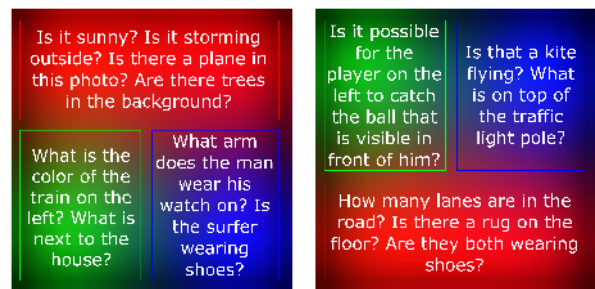 Is it sunny? Is it storming
outside? Is there a plane in
this photo? Are there trees
in the background?
What is the
color of the
train on the
left? What is
next to the
house?
What arm
does the man
wear his
watch on? Is
the surfer
wearing
shoes?
Is it possible
for the
player on the
left to catch
the ball that
is visible in
front of him?
Is that a kite
flying? What
is on top of
the traffic
light pole?
How many lanes are in the
road? Is there a rug on the
floor? Are they both wearing
shoes?